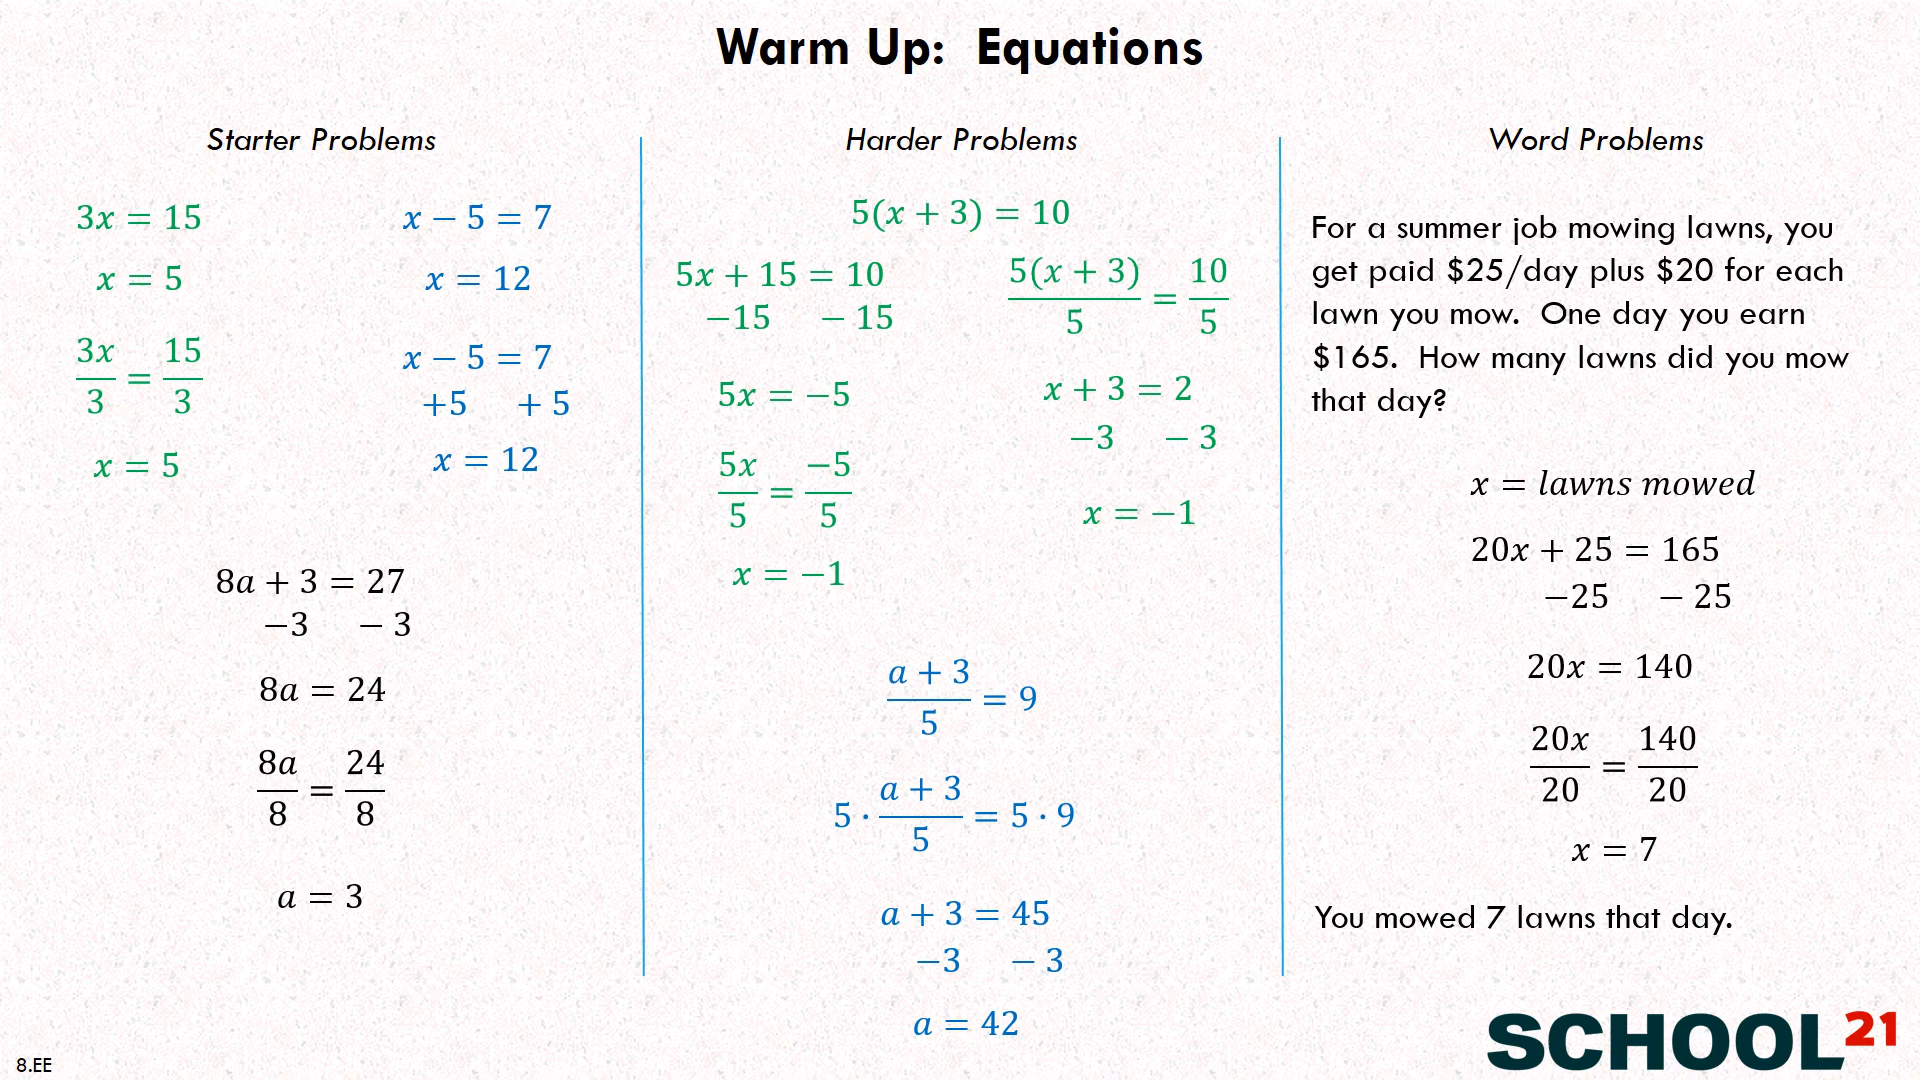 Warm Up:  Equations
Starter Problems
3x = 15
x = 5
3x/3 = 15/3
x = 5
x − 5 = 7
x = 12
x − 5 = 7
+5 + 5
x = 12
8a + 3 = 27
−3 − 3
8a = 24
8a/8 = 24/8
a = 3
Harder Problems
5(x + 3) = 10
5x + 15 = 10
−15 − 15
5x = −5
5x/5 = −5/5
x = −1
5(x + 3)/5 = 10/5
x + 3 = 2
−3 − 3
x = −1
a + 3/5 = 9
5 · a + 3/5 = 5 · 9
a + 3 = 45
−3 − 3
a = 42
Word Problems
For a summer job mowing lawns, you
get paid $25/day plus $20 for each
lawn you mow.  One day you earn
$165.  How many lawns did you mow
that day?
x = lawns mowed
20x + 25 = 165
−25 − 25
20x = 140
20x/20 = 140/20
x = 7
You mowed 7 lawns that day.
8.EE
SCHOOL21